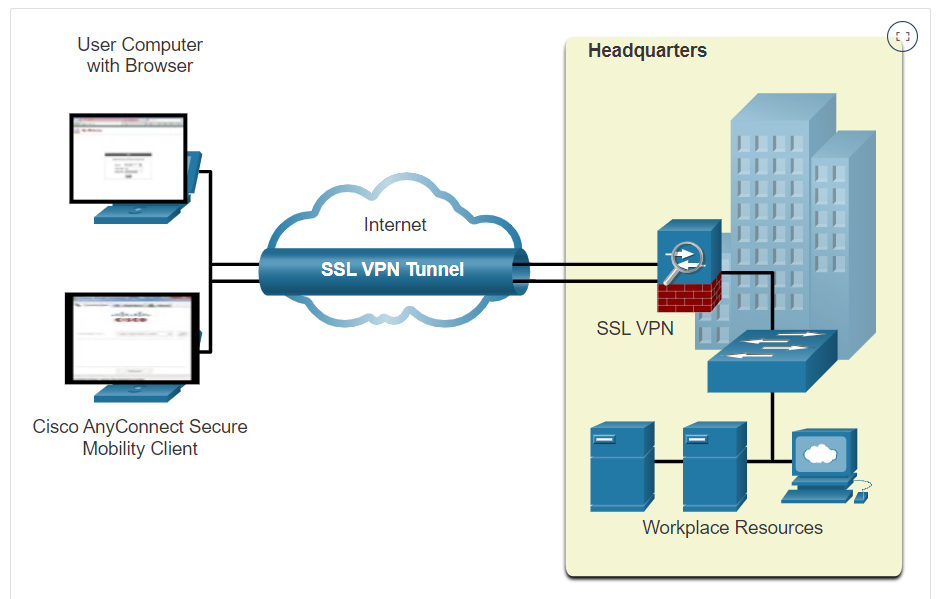 User Computer
with Browser
Headquarters
Internet
SSL VPN Tunnel
SSL VPN
Cisco AnyConnect Secure
Mobility Client
Workplace Resources